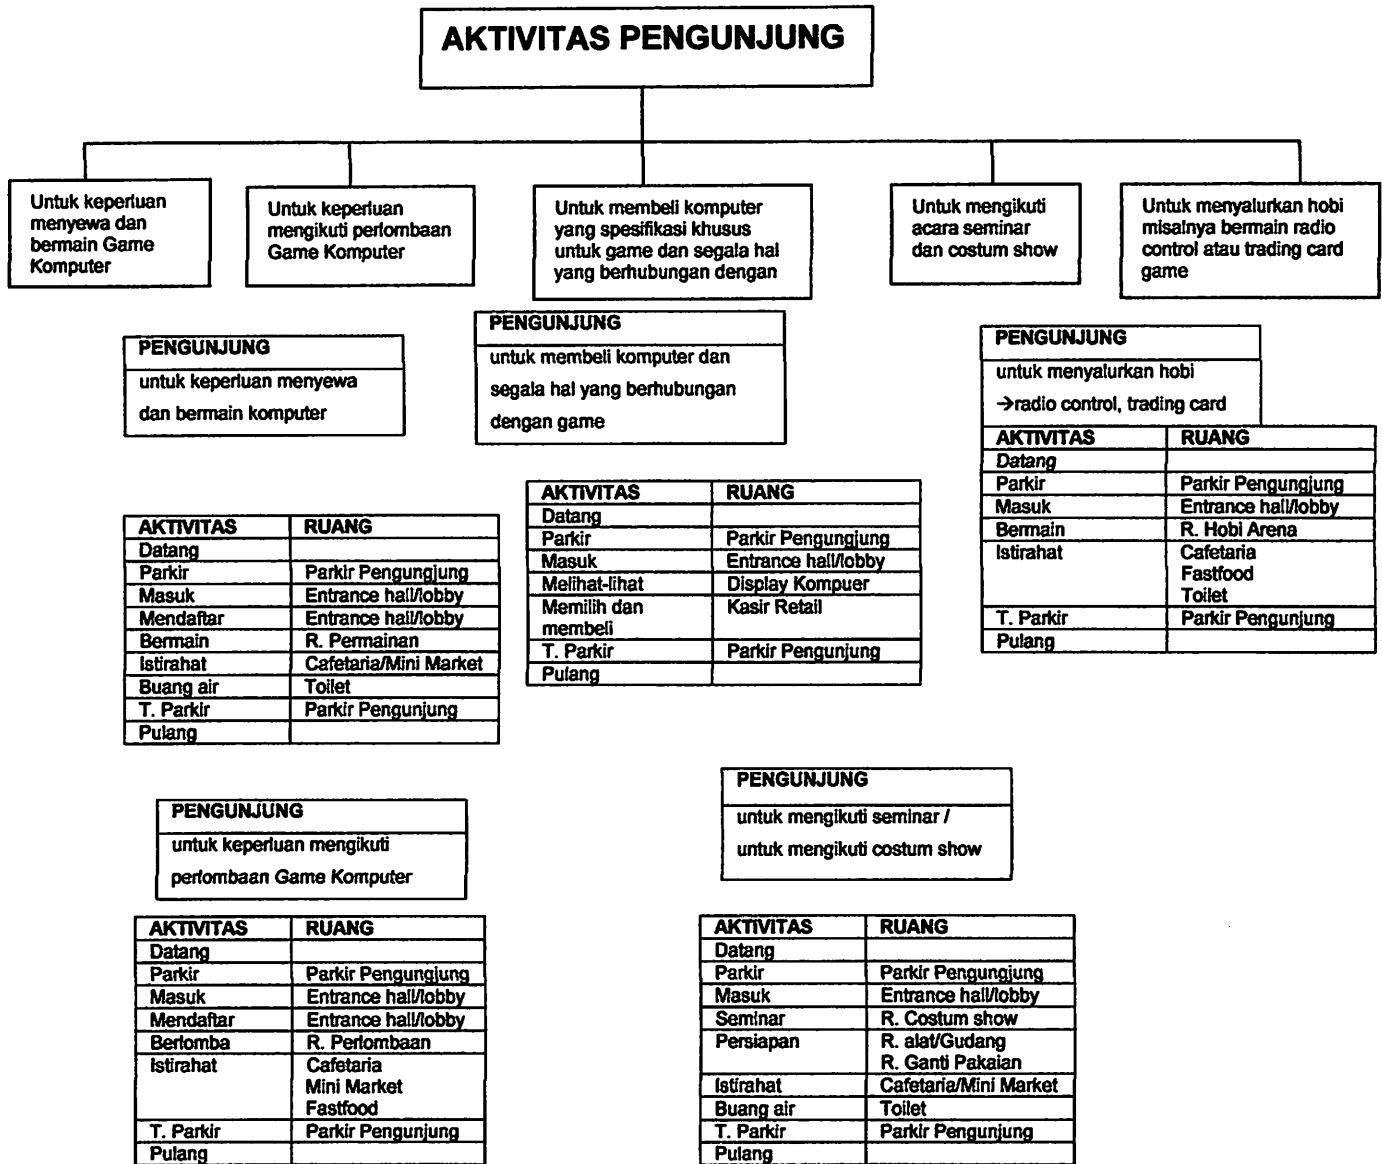 AKTIVITAS PENGUNJUNG
Untuk keperluan
menyewa dan
bermain Game
Komputer
Untuk keperluan
mengikuti perlombaan
Game Komputer
Untuk membeli komputer
yang spesifikasi khusus
untuk game dan segala hal
yang berhubungan dengan
Untuk mengikuti
acara seminar
dan costum show
Untuk menyalurkan hobi
misalnya bermain radio
control atau trading card
game
PENGUNJUNG
untuk keperluan menyewa
dan bermain komputer
AKTIVITAS RUANG
Datang
Parkir Parkir Pengungjung
Masuk Entrance hall/lobby
Mendaftar Entrance hall/lobby
Bermain R. Permainan
Istirahat Cafetaria/Mini Market
Buang air Toilet
T. Parkir Parkir Pengunjung
Pulang
PENGUNJUNG
untuk membeli komputer dan
segala hal yang berhubungan
dengan game
AKTIVITAS RUANG
Datang
Parkir Parkir Pengungjung
Masuk Entrance hall/lobby
Melihat-lihat Display Kompuer
Memilih dan Kasir Retail
membeli
T. Parkir Parkir Pengunjung
Pulang
PENGUNJUNG
untuk menyalurkan hobi
→radio control, trading card
AKTIVITAS RUANG
Datang
Parkir Parkir Pengungjung
Masuk Entrance hall/lobby
Bermain R. Hobi Arena
Istirahat Cafetaria
Fastfood
Toilet
T. Parkir Parkir Pengunjung
Pulang
PENGUNJUNG
untuk keperluan mengikuti
perlombaan Game Komputer
AKTIVITAS RUANG
Datang
Parkir Parkir Pengungjung
Masuk Entrance hall/lobby
Mendaftar Entrance hall/lobby
Berlomba R. Perlombaan
Istirahat Cafetaria
Mini Market
Fastfood
T. Parkir Parkir Pengunjung
Pulang
PENGUNJUNG
untuk mengikuti seminar /
untuk mengikuti costum show
AKTIVITAS RUANG
Datang
Parkir Parkir Pengungjung
Masuk Entrance hall/lobby
Seminar R. Costum show
Persiapan R. alat/Gudang
R. Ganti Pakaian
Istirahat Cafetaria/Mini Market
Buang air Toilet
T. Parkir Parkir Pengunjung
Pulang